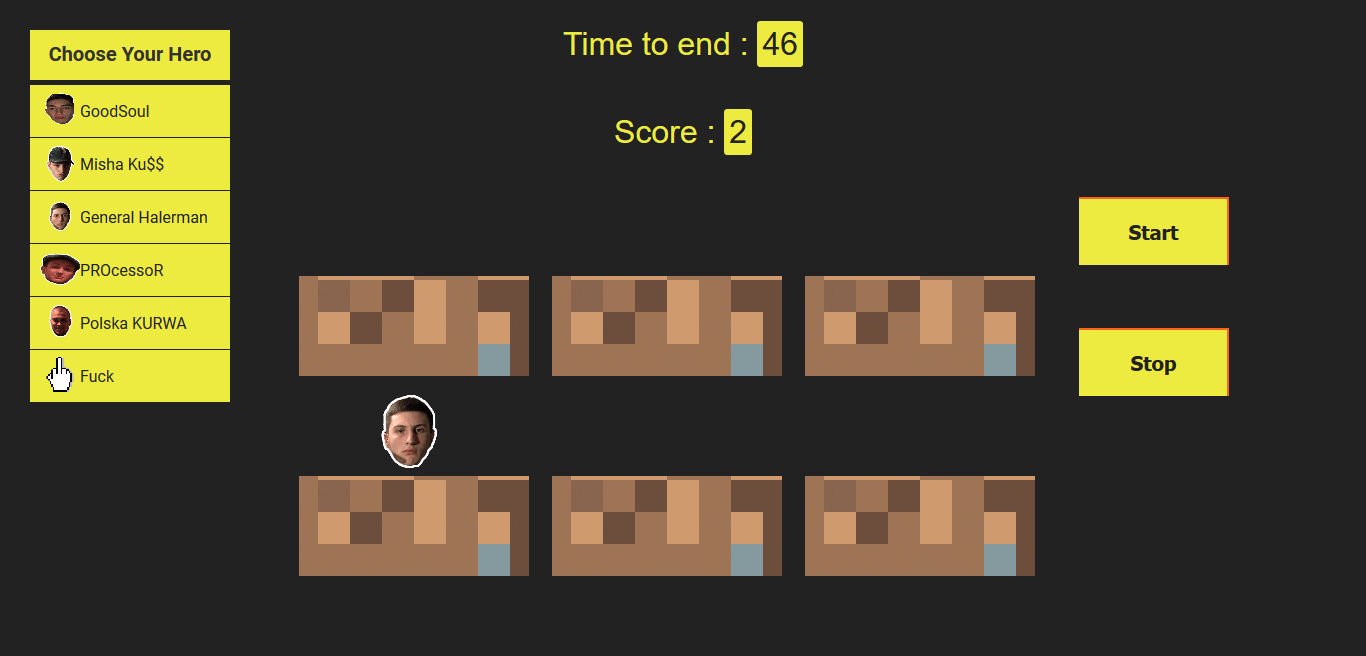 Choose Your Hero
GoodSoul
Misha Ku$$
General Halerman
PROcessoR
Polska KURWA
Fuck
Time to end : 46
Score : 2
Start
Stop